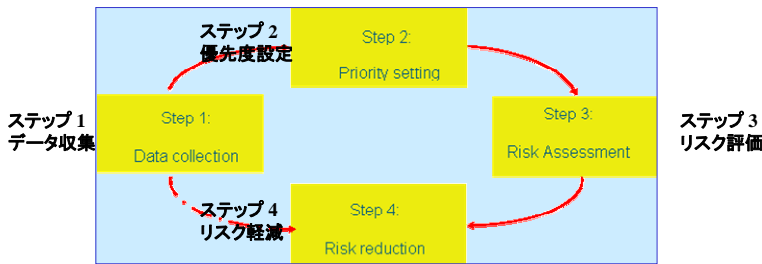 ステップ 2
優先度設定
Step 2:
Priority setting
ステップ 1
データ収集
Step 1:
Data collection
Step 3:
Risk Assessment
ステップ 3
リスク評価
ステップ 4
リスク軽減
Step 4:
Risk reduction